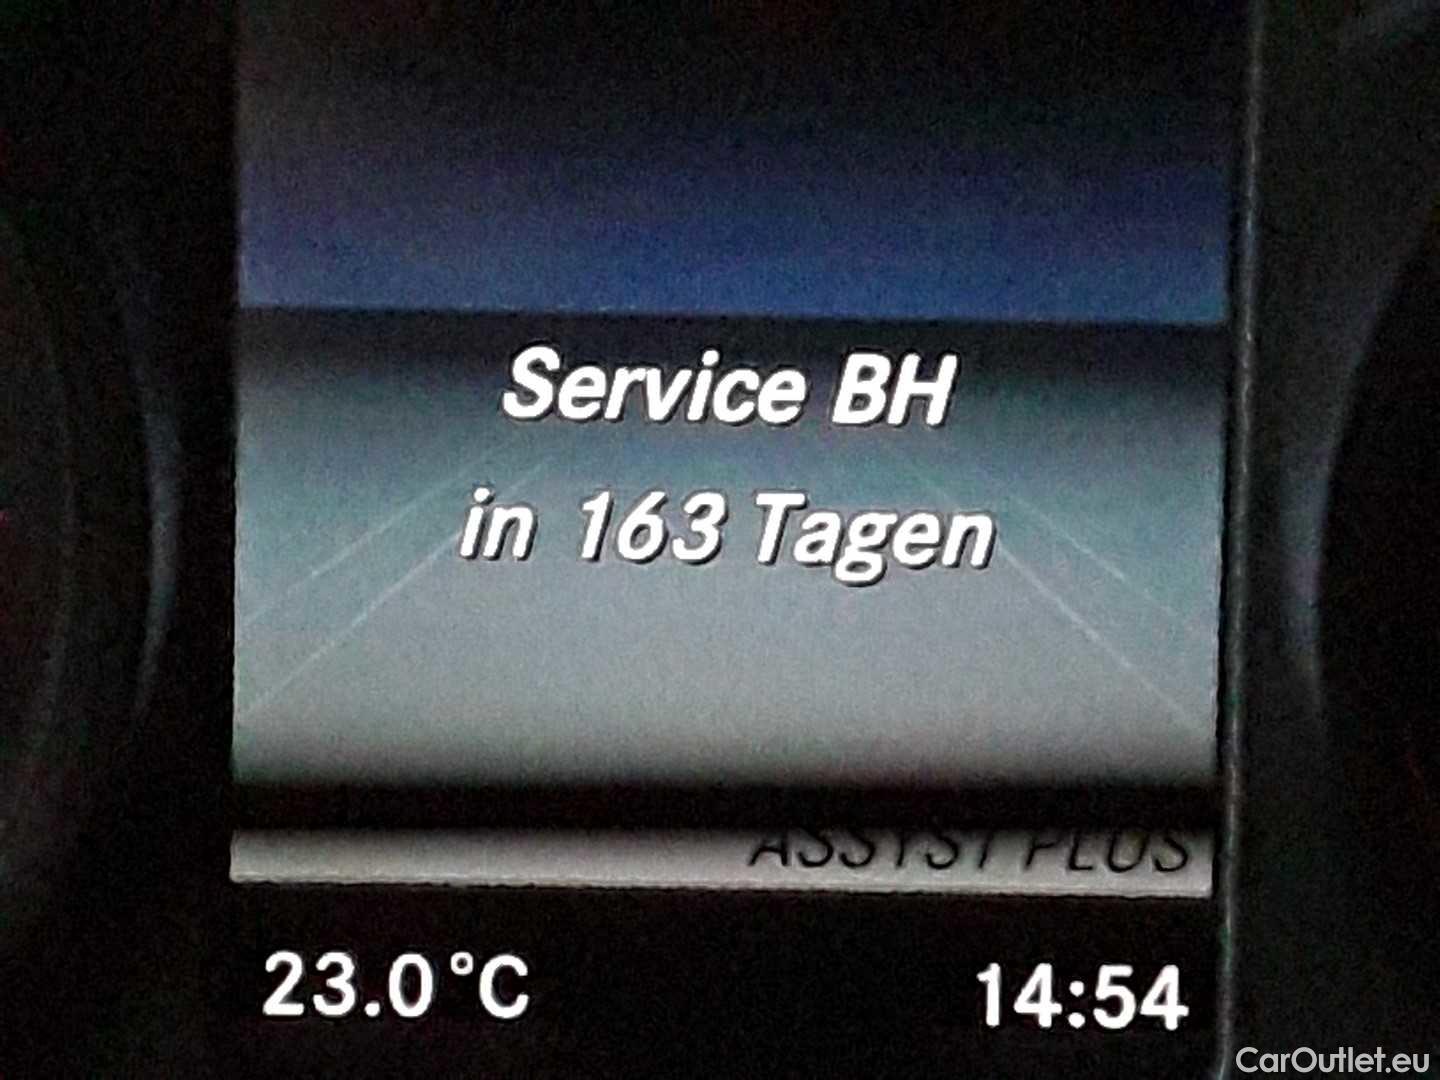 Service BH
in 163 Tagen
ASSYST PLUS
23.0°C
14:54
CarOutlet.eu